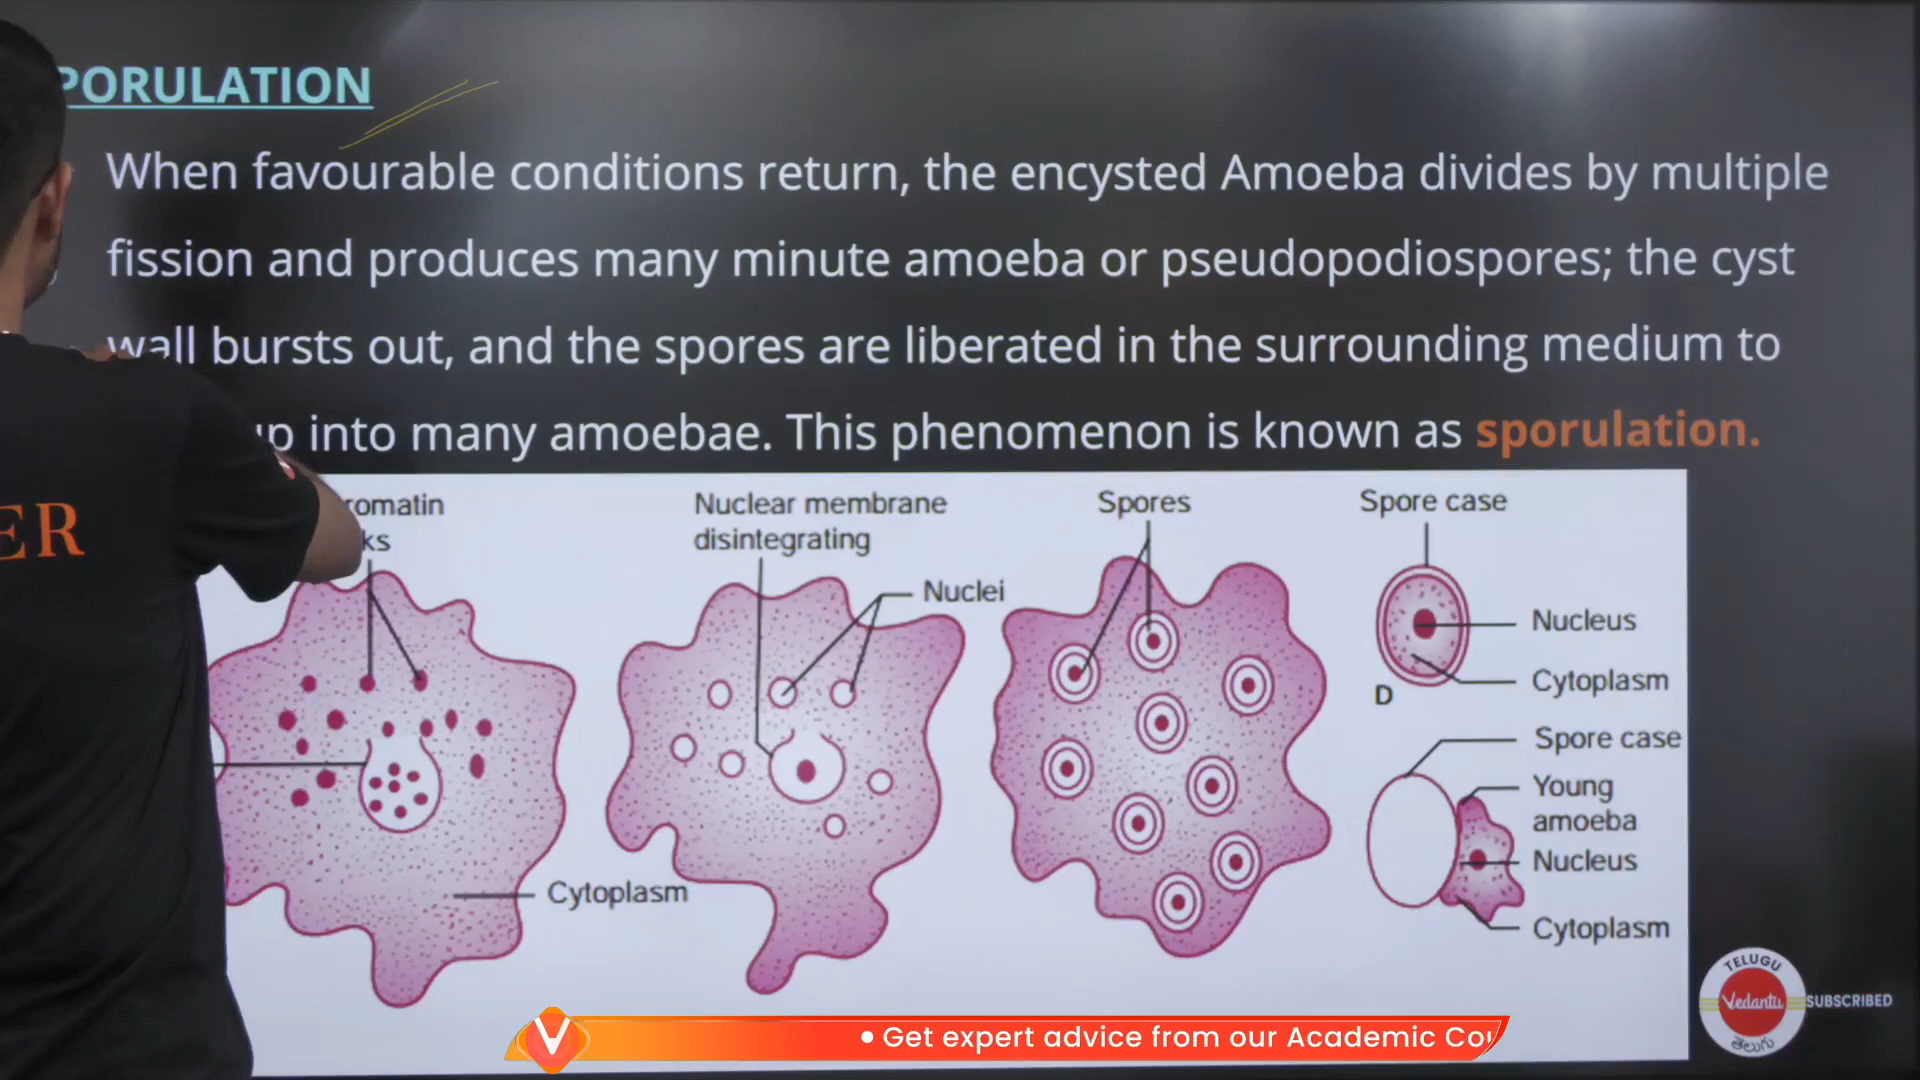 PORULATION
When favourable conditions return, the encysted Amoeba divides by multiple
fission and produces many minute amoeba or pseudopodiospores; the cyst
wall bursts out, and the spores are liberated in the surrounding medium to
up into many amoebae. This phenomenon is known as sporulation.
ER
romatin
ks
Nuclear membrane
disintegrating
Nuclei
Spores
Spore case
Nucleus
Cytoplasm
D
Spore case
Young
amoeba
Nucleus
Cytoplasm
Cytoplasm
TELUGU
Vedantu
తెలుగు
SUBSCRIBED
V
• Get expert advice from our Academic Cou